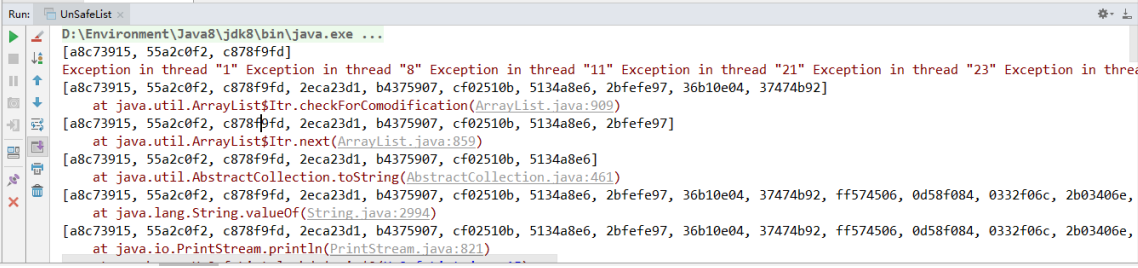 Run: UnSafeList
D:\Environment\Java8\jdk8\bin\java.exe ...
[a8c73915, 55a2c0f2, c878f9fd]
Exception in thread "1" Exception in thread "8" Exception in thread "11" Exception in thread "21" Exception in thread "23" Exception in threa
[a8c73915, 55a2c0f2, c878f9fd, 2eca23d1, b4375907, cf02510b, 5134a8e6, 2bfefe97, 36b10e04, 37474b92]
at java.util.ArrayList$Itr.checkForComodification(ArrayList.java:909)
[a8c73915, 55a2c0f2, c878f9fd, 2eca23d1, b4375907, cf02510b, 5134a8e6, 2bfefe97]
at java.util.ArrayList$Itr.next(ArrayList.java:859)
[a8c73915, 55a2c0f2, c878f9fd, 2eca23d1, b4375907, cf02510b, 5134a8e6]
at java.util.AbstractCollection.toString(AbstractCollection.java:461)
[a8c73915, 55a2c0f2, c878f9fd, 2eca23d1, b4375907, cf02510b, 5134a8e6, 2bfefe97, 36b10e04, 37474b92, ff574506, 0d58f084, 0332f06c, 2b03406e,
at java.lang.String.valueOf(String.java:2994)
[a8c73915, 55a2c0f2, c878f9fd, 2eca23d1, b4375907, cf02510b, 5134a8e6, 2bfefe97, 36b10e04, 37474b92, ff574506, 0d58f084, 0332f06c, 2b03406e,
at java.io.PrintStream.println(PrintStream.java:821)